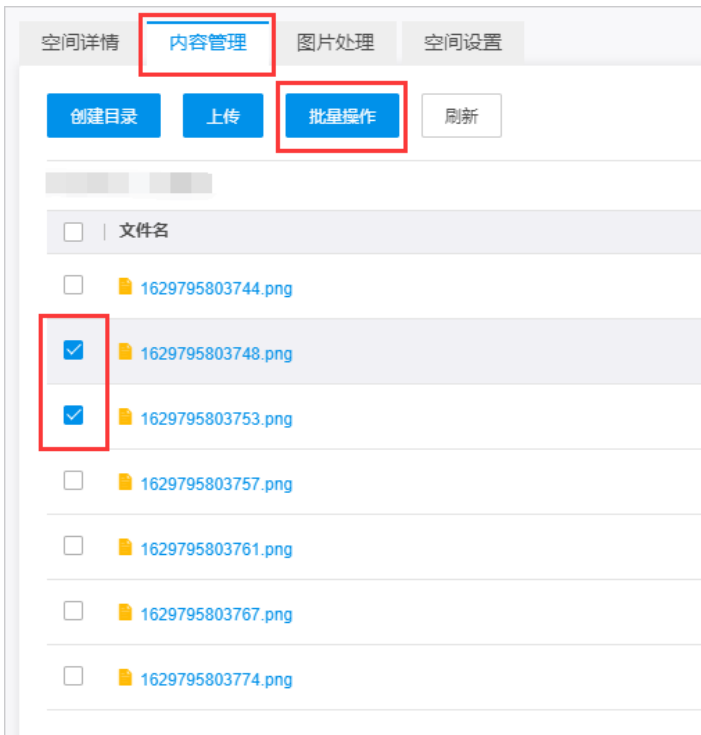 空间详情 内容管理 图片处理 空间设置
创建目录 上传 批量操作 刷新
文件名
1629795803744.png
1629795803748.png
1629795803753.png
1629795803757.png
1629795803761.png
1629795803767.png
1629795803774.png